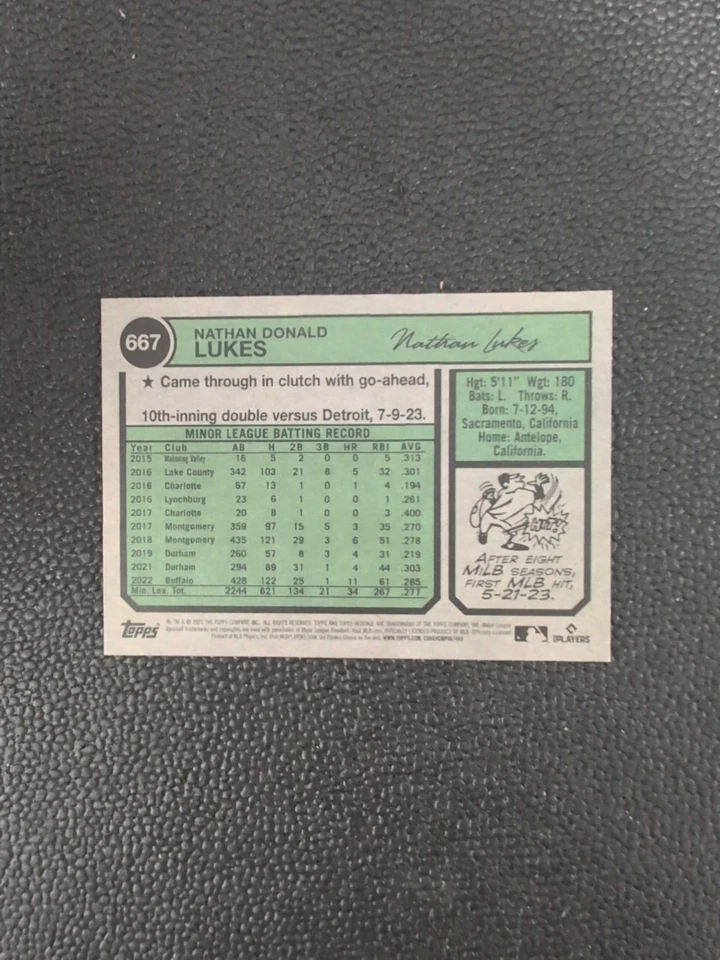 667
NATHAN DONALD
LUKES
Nathan Lukes
★ Came through in clutch with go-ahead,
10th-inning double versus Detroit, 7-9-23.
MINOR LEAGUE BATTING RECORD
Year Club AB H 2B 3B HR RBI AVG
2015 Mahoning Valley 16 5 2 0 0 5 .313
2016 Lake County 342 103 21 8 5 32 .301
2016 Charlotte 67 13 1 0 1 4 .194
2016 Lynchburg 23 6 1 0 0 1 .261
2017 Charlotte 20 8 1 0 0 3 .400
2017 Montgomery 359 97 15 5 3 35 .270
2018 Montgomery 435 121 29 3 6 51 .278
2019 Durham 260 57 8 3 4 31 .219
2021 Durham 294 89 31 1 4 44 .303
2022 Buffalo 428 122 25 1 11 61 .285
Min. Lea. Tot. 2244 621 134 21 34 267 .277
Hgt: 5'11" Wgt: 180
Bats: L. Throws: R.
Born: 7-12-94,
Sacramento, California
Home: Antelope,
California.
HIT!
AFTER EIGHT
MiLB SEASONS,
FIRST MLB HIT,
5-21-23.
Topps
MLB PLAYERS